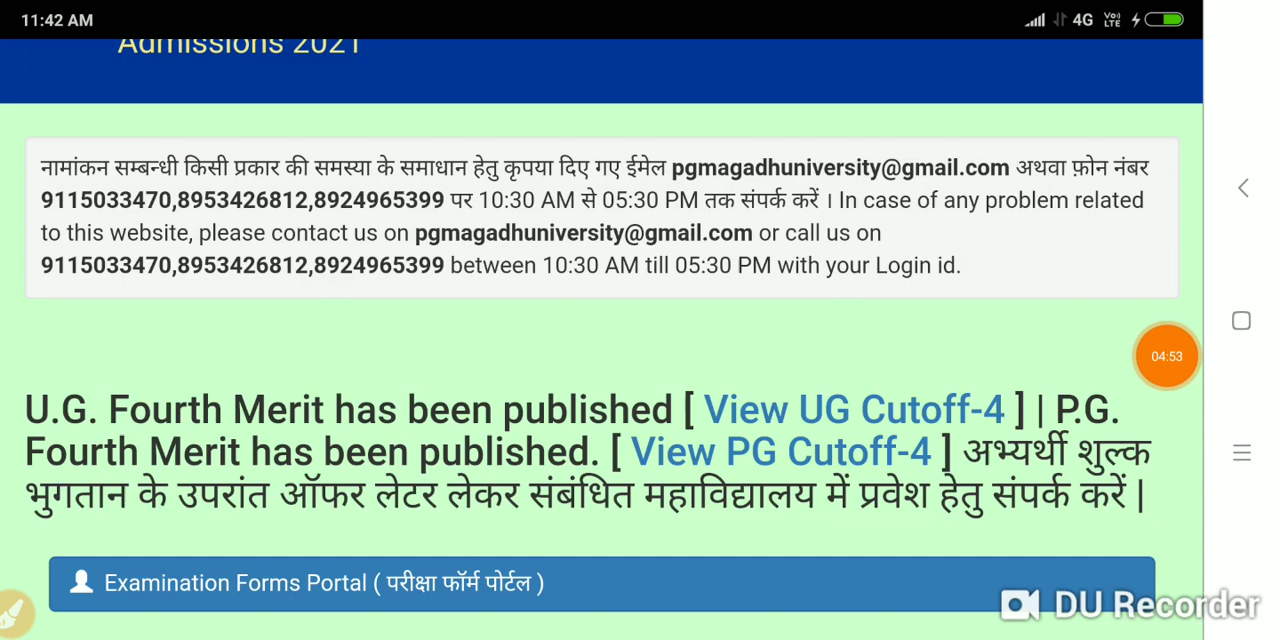 11:42 AM
4G
Vo)
LTE
Admissions 2021
नामांकन सम्बन्धी किसी प्रकार की समस्या के समाधान हेतु कृपया दिए गए ईमेल pgmagadhuniversity@gmail.com अथवा फ़ोन नंबर
9115033470,8953426812,8924965399 पर 10:30 AM से 05:30 PM तक संपर्क करें । In case of any problem related
to this website, please contact us on pgmagadhuniversity@gmail.com or call us on
9115033470,8953426812,8924965399 between 10:30 AM till 05:30 PM with your Login id.
04:53
U.G. Fourth Merit has been published [ View UG Cutoff-4 ] | P.G.
Fourth Merit has been published. [ View PG Cutoff-4 ] अभ्यर्थी शुल्क
भुगतान के उपरांत ऑफर लेटर लेकर संबंधित महाविद्यालय में प्रवेश हेतु संपर्क करें |
Examination Forms Portal ( परीक्षा फॉर्म पोर्टल )
DU Recorder